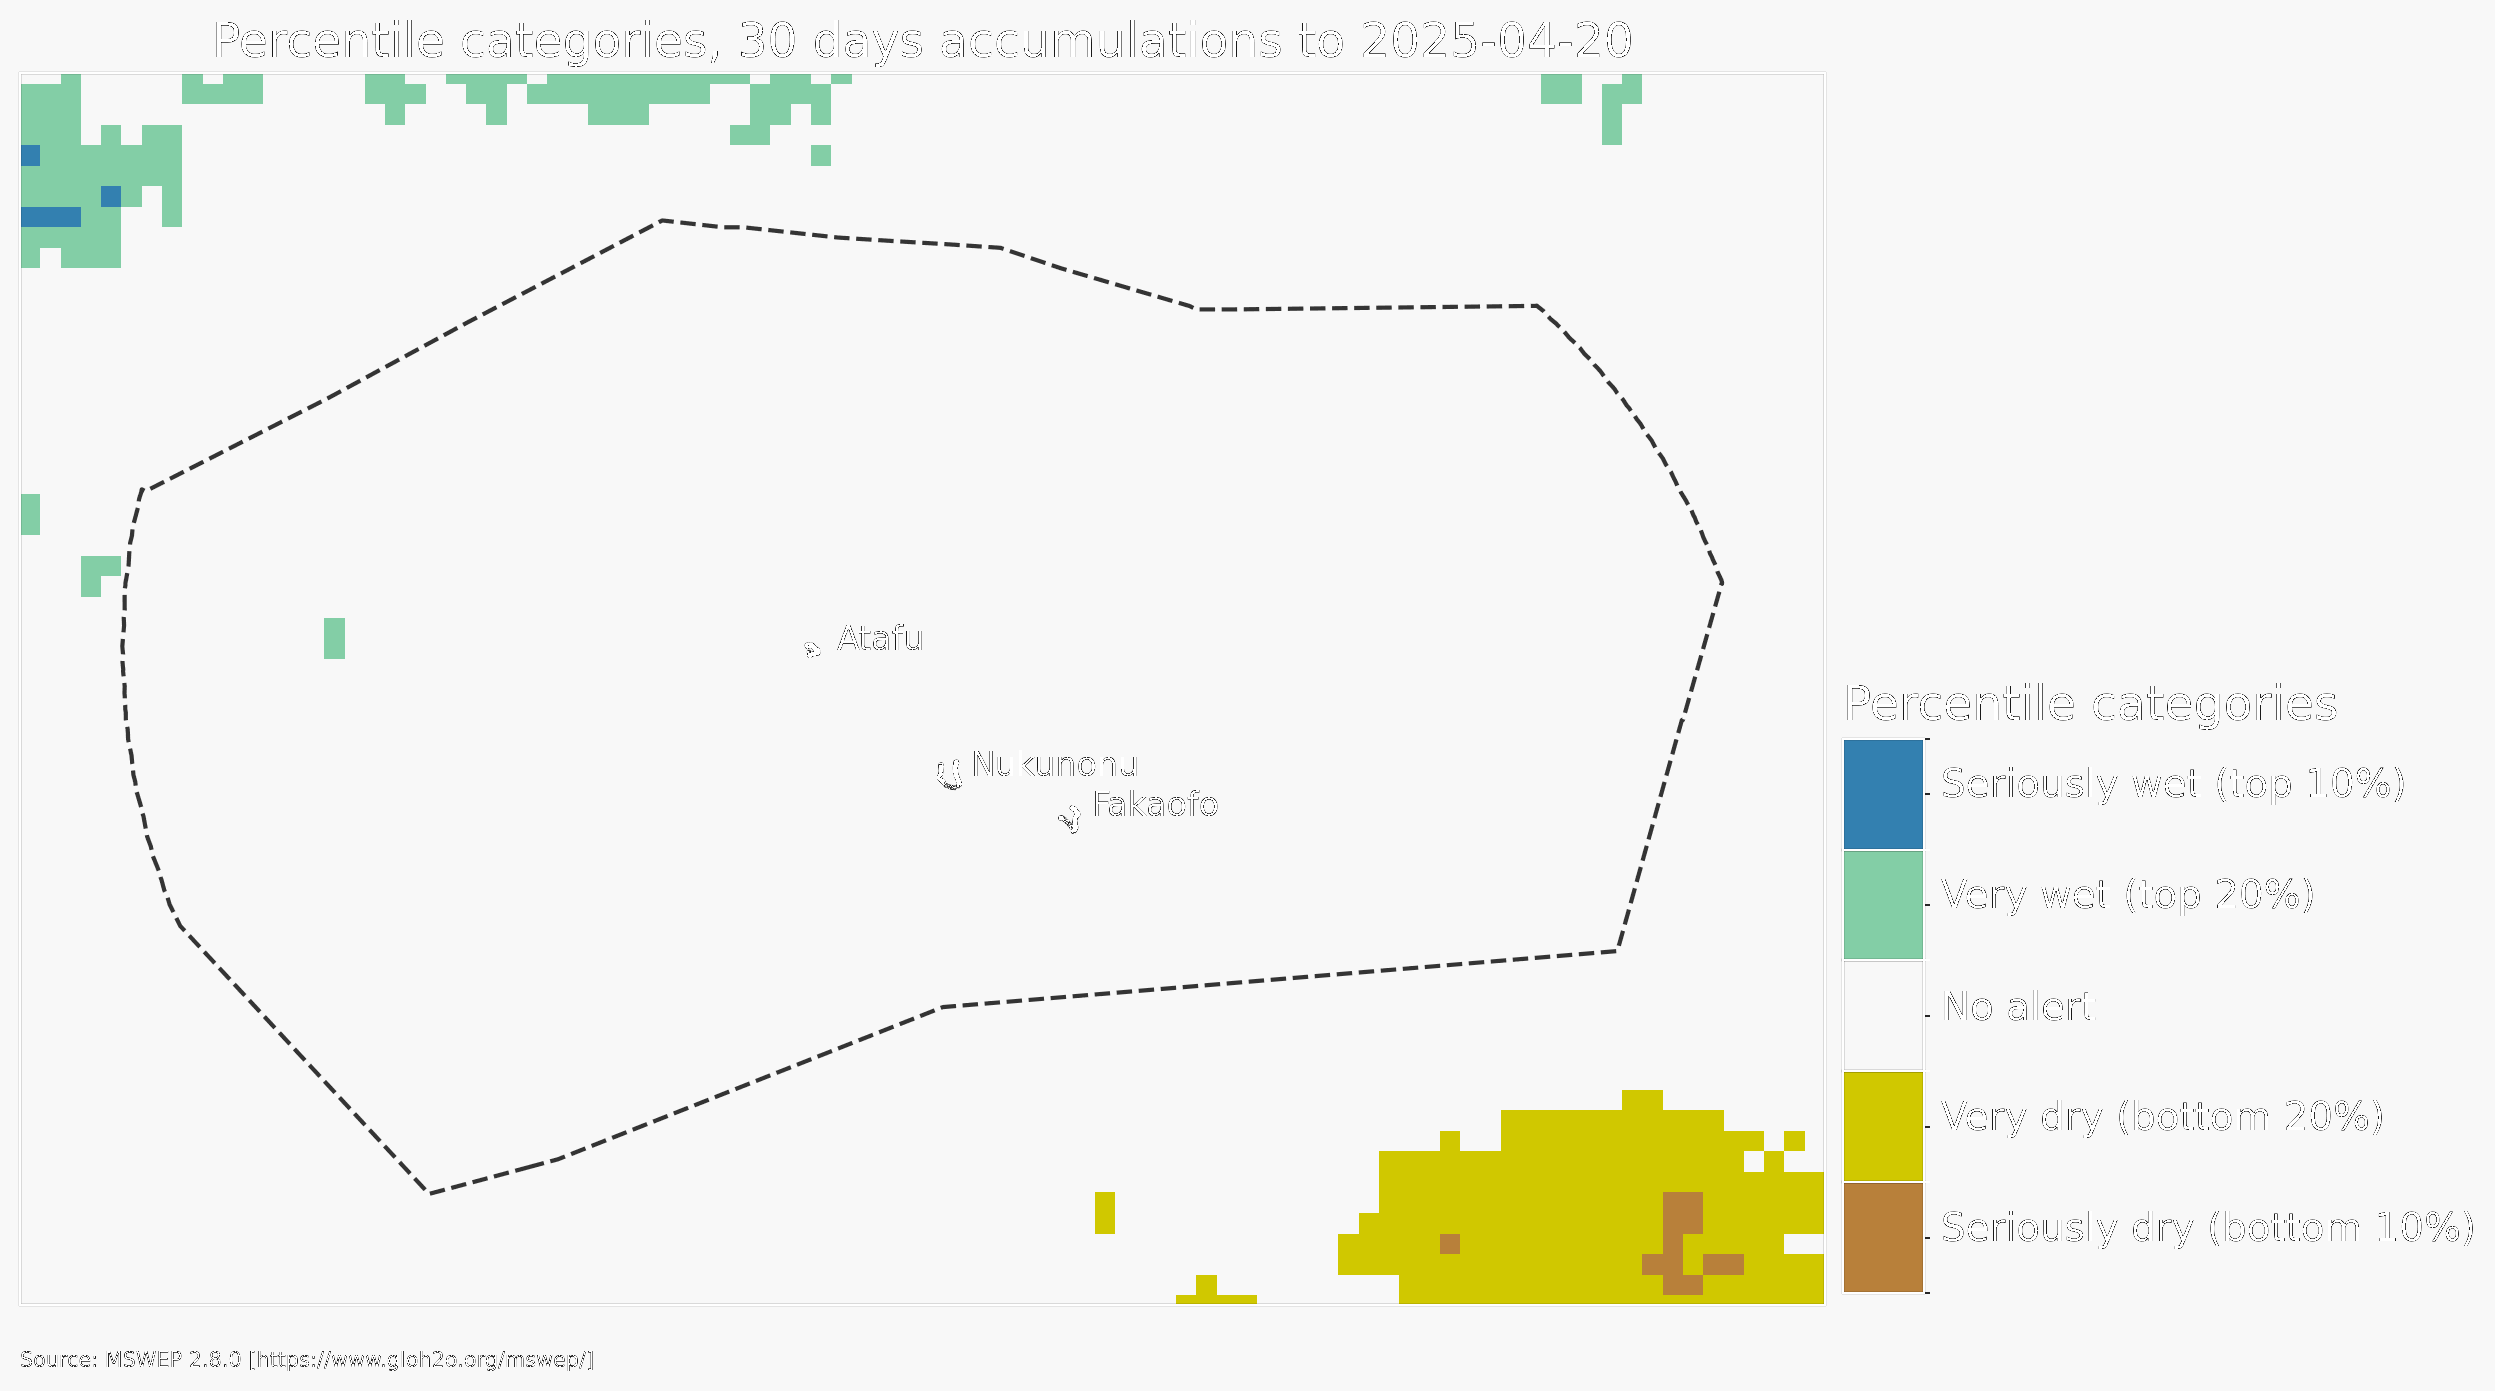 Percentile categories, 30 days accumulations to 2025-04-20
Atafu
Nukunonu
Fakaofo
Percentile categories
Seriously wet (top 10%)
Very wet (top 20%)
No alert
Very dry (bottom 20%)
Seriously dry (bottom 10%)
Source: MSWEP 2.8.0 [https://www.gloh2o.org/mswep/]